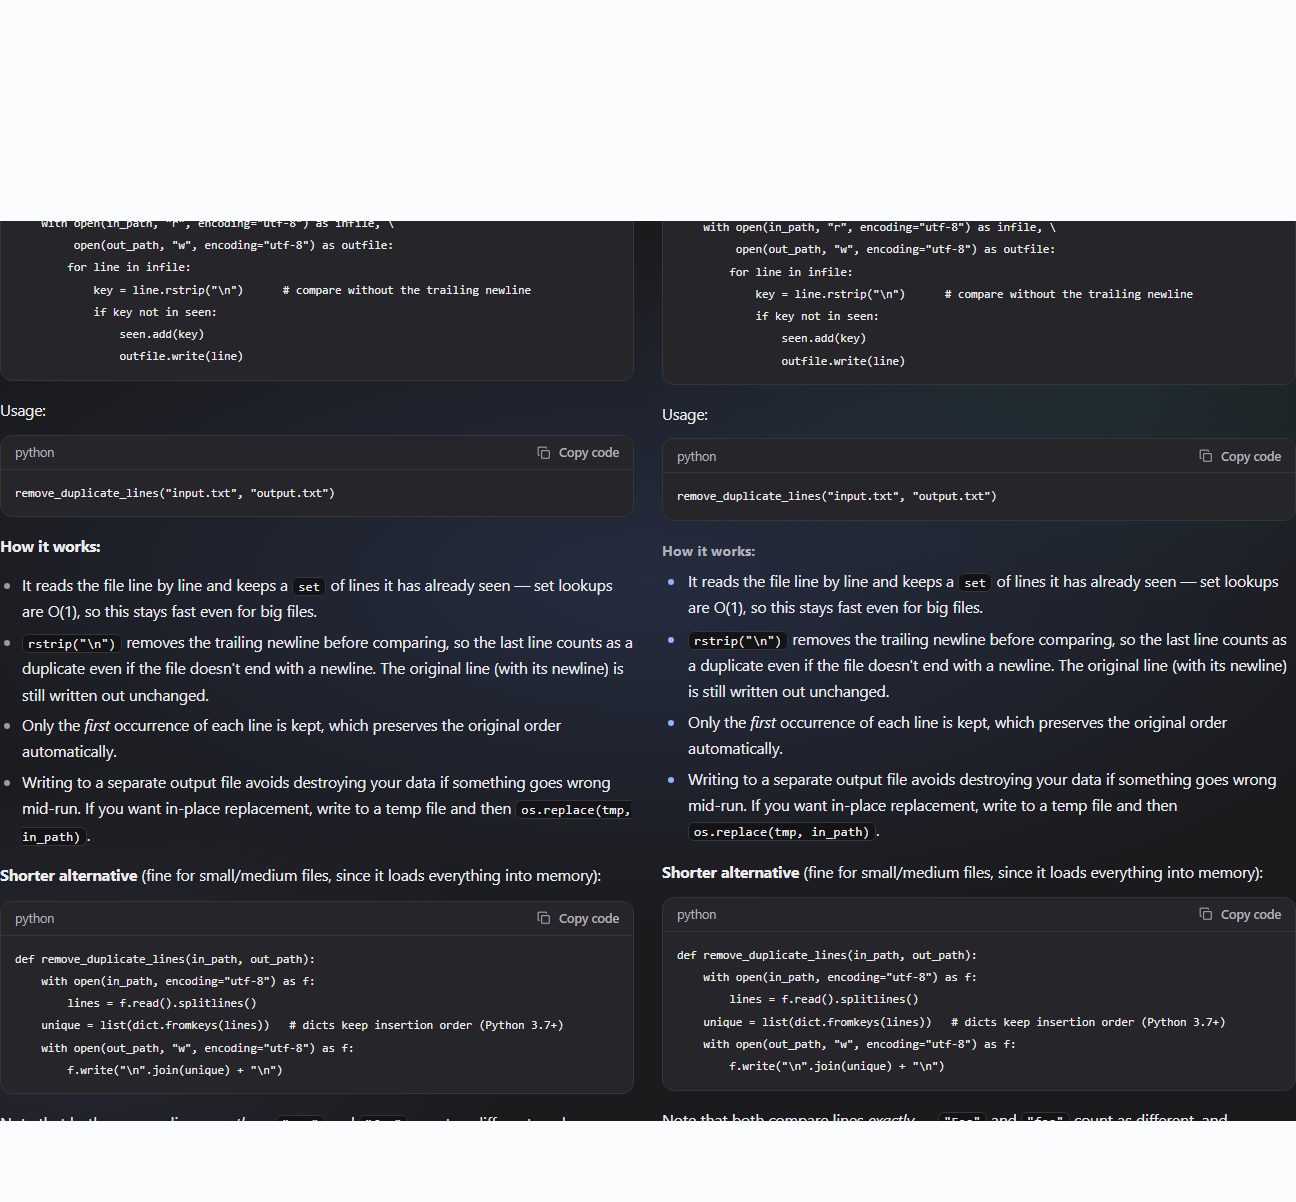 with open(in_path, "r", encoding="utf-8") as infile, \
open(out_path, "w", encoding="utf-8") as outfile:
for line in infile:
key = line.rstrip("\n")      # compare without the trailing newline
if key not in seen:
seen.add(key)
outfile.write(line)
Usage:
python
Copy code
remove_duplicate_lines("input.txt", "output.txt")
How it works:
• It reads the file line by line and keeps a set of lines it has already seen — set lookups
are O(1), so this stays fast even for big files.
• rstrip("\n") removes the trailing newline before comparing, so the last line counts as a
duplicate even if the file doesn't end with a newline. The original line (with its newline) is
still written out unchanged.
• Only the first occurrence of each line is kept, which preserves the original order
automatically.
• Writing to a separate output file avoids destroying your data if something goes wrong
mid-run. If you want in-place replacement, write to a temp file and then os.replace(tmp,
in_path).
Shorter alternative (fine for small/medium files, since it loads everything into memory):
python
Copy code
def remove_duplicate_lines(in_path, out_path):
with open(in_path, encoding="utf-8") as f:
lines = f.read().splitlines()
unique = list(dict.fromkeys(lines))   # dicts keep insertion order (Python 3.7+)
with open(out_path, "w", encoding="utf-8") as f:
f.write("\n".join(unique) + "\n")
with open(in_path, "r", encoding="utf-8") as infile, \
open(out_path, "w", encoding="utf-8") as outfile:
for line in infile:
key = line.rstrip("\n")      # compare without the trailing newline
if key not in seen:
seen.add(key)
outfile.write(line)
Usage:
python
Copy code
remove_duplicate_lines("input.txt", "output.txt")
How it works:
• It reads the file line by line and keeps a set of lines it has already seen — set lookups
are O(1), so this stays fast even for big files.
• rstrip("\n") removes the trailing newline before comparing, so the last line counts as
a duplicate even if the file doesn't end with a newline. The original line (with its newline)
is still written out unchanged.
• Only the first occurrence of each line is kept, which preserves the original order
automatically.
• Writing to a separate output file avoids destroying your data if something goes wrong
mid-run. If you want in-place replacement, write to a temp file and then
os.replace(tmp, in_path).
Shorter alternative (fine for small/medium files, since it loads everything into memory):
python
Copy code
def remove_duplicate_lines(in_path, out_path):
with open(in_path, encoding="utf-8") as f:
lines = f.read().splitlines()
unique = list(dict.fromkeys(lines))   # dicts keep insertion order (Python 3.7+)
with open(out_path, "w", encoding="utf-8") as f:
f.write("\n".join(unique) + "\n")
Note that both compare lines exactly — "Foo" and "foo" count as different, and